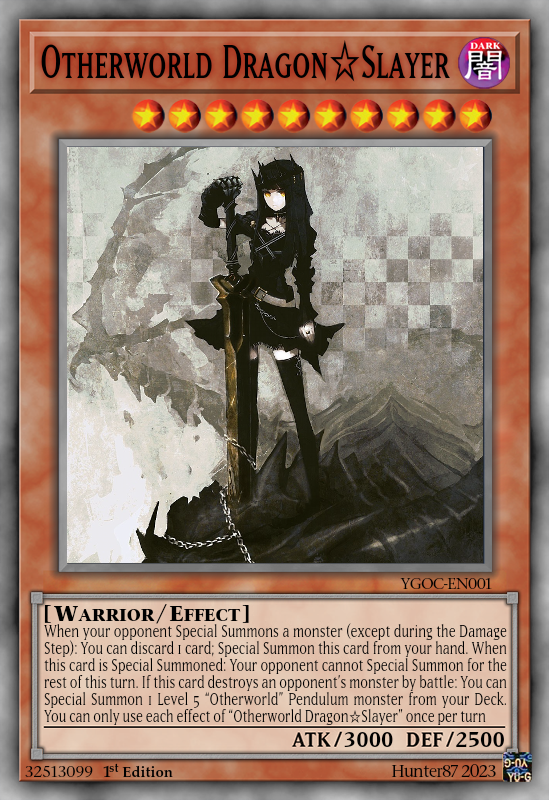 OTHERWORLD DRAGON☆SLAYER
DARK
闇
YGOC-EN001
[WARRIOR/EFFECT]
When your opponent Special Summons a monster (except during the Damage
Step): You can discard 1 card; Special Summon this card from your hand. When
this card is Special Summoned: Your opponent cannot Special Summon for the
rest of this turn. If this card destroys an opponent's monster by battle: You can
Special Summon 1 Level 5 “Otherworld” Pendulum monster from your Deck.
You can only use each effect of “Otherworld Dragon☆Slayer” once per turn
ATK/3000 DEF/2500
32513099 1st Edition
Hunter87 2023
YU-G
YU-G